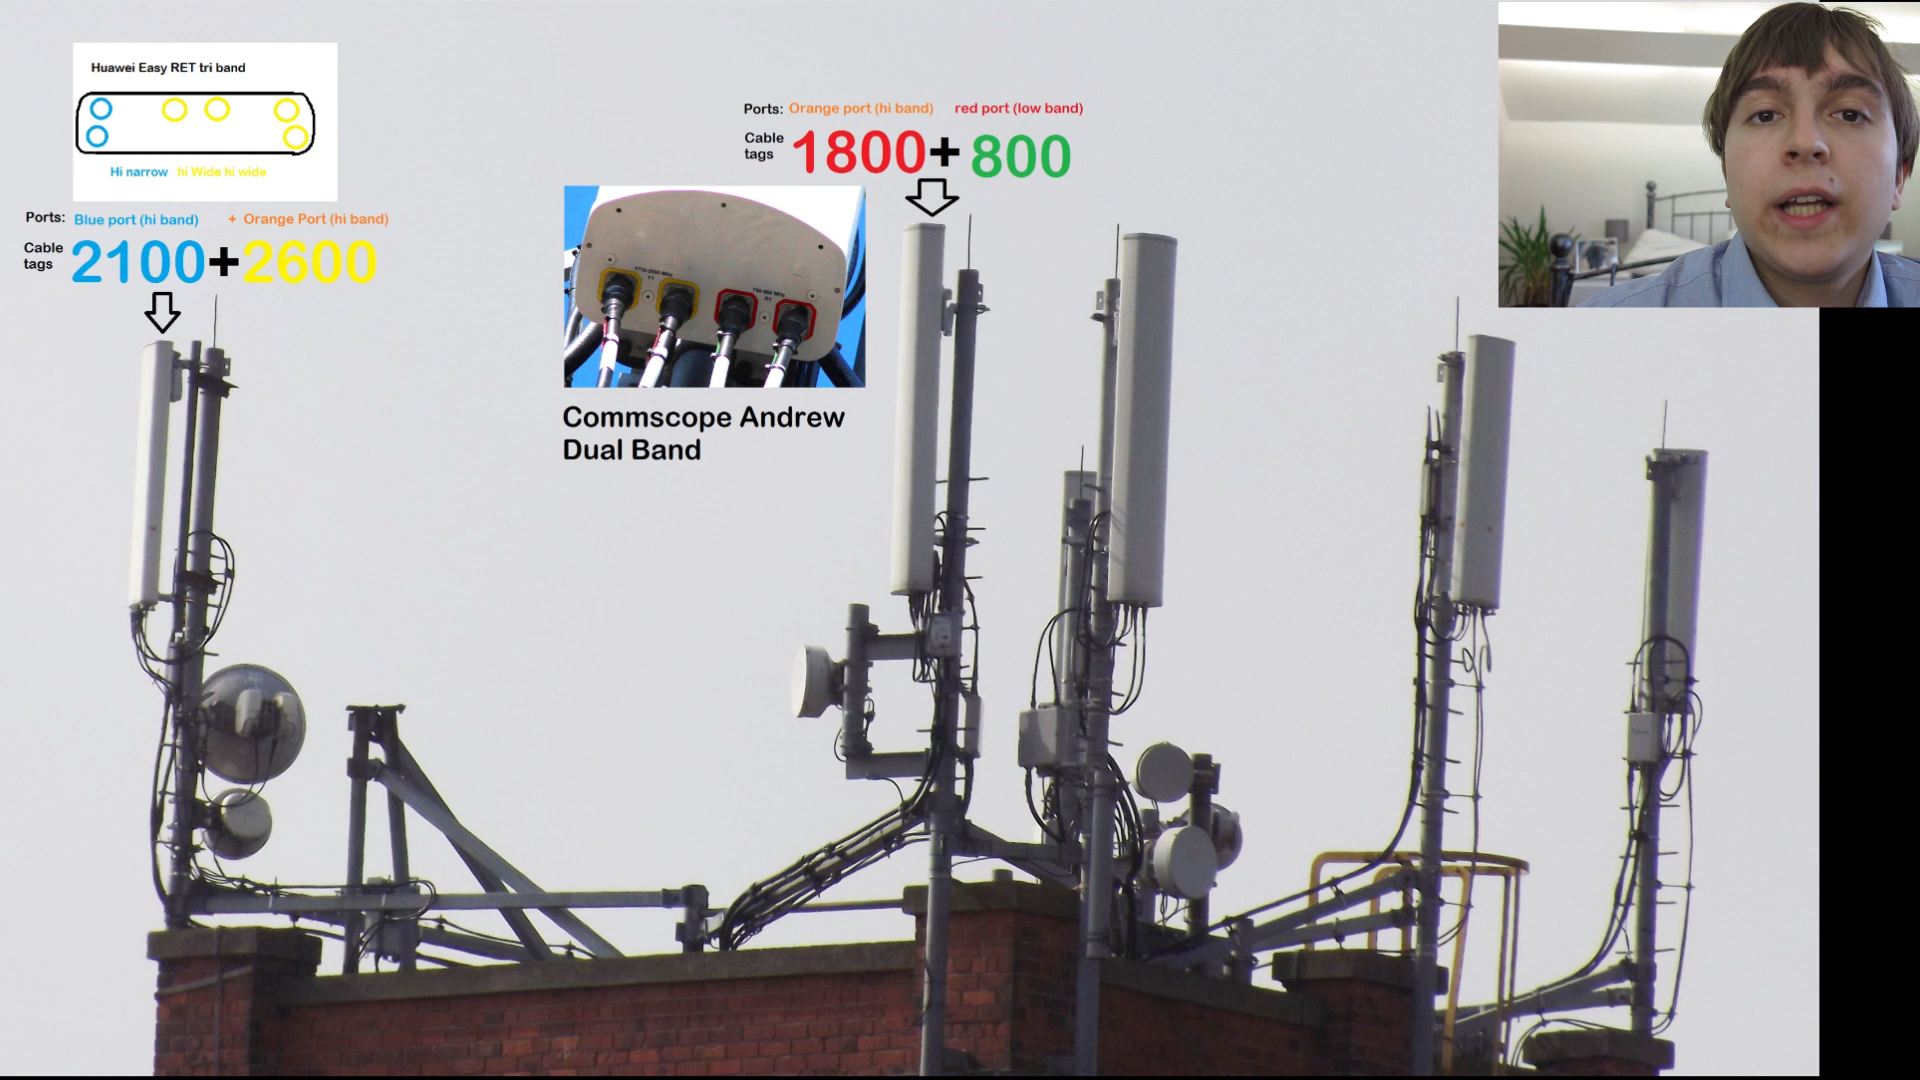 Huawei Easy RET tri band
Hi narrow hi Wide hi wide
Ports: Blue port (hi band) + Orange Port (hi band)
Cable tags 2100+2600
Ports: Orange port (hi band) red port (low band)
Cable tags 1800+800
Commscope Andrew
Dual Band